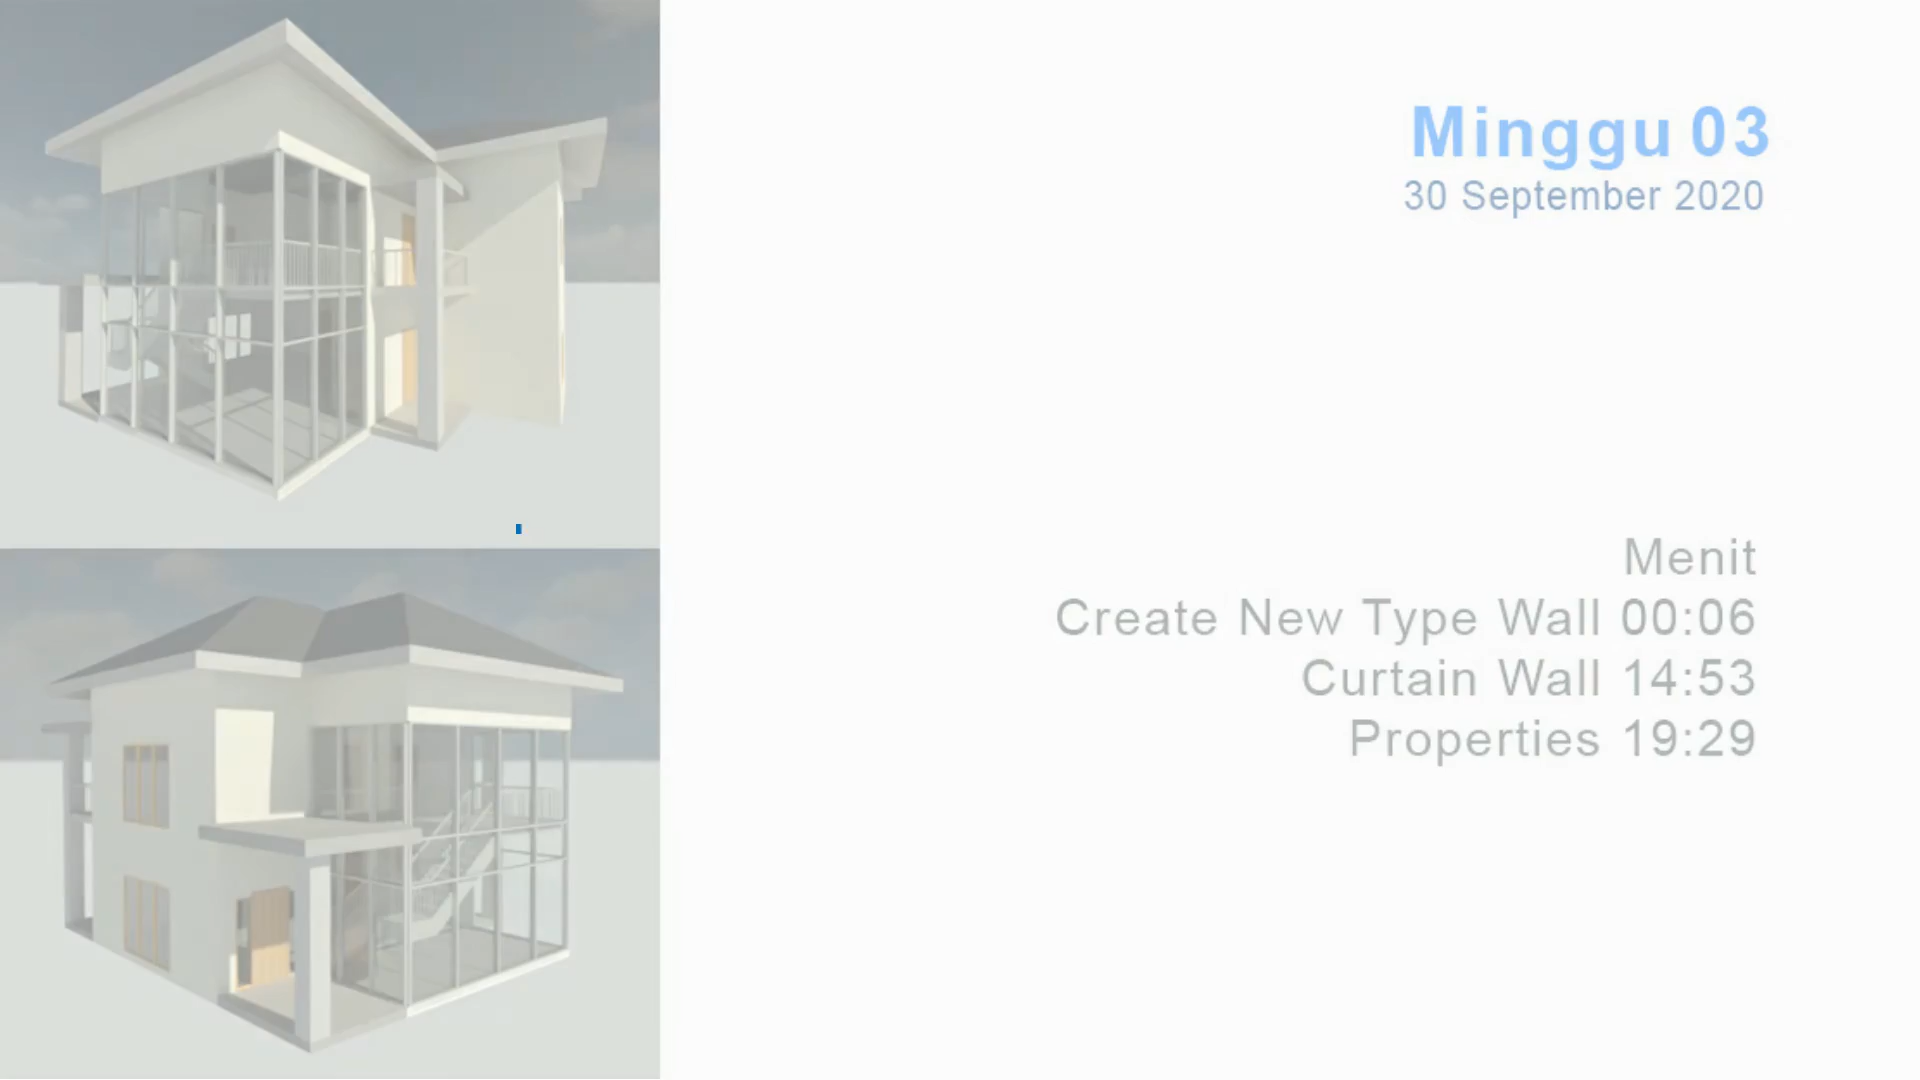 Minggu 03
30 September 2020
Menit
Create New Type Wall 00:06
Curtain Wall 14:53
Properties 19:29